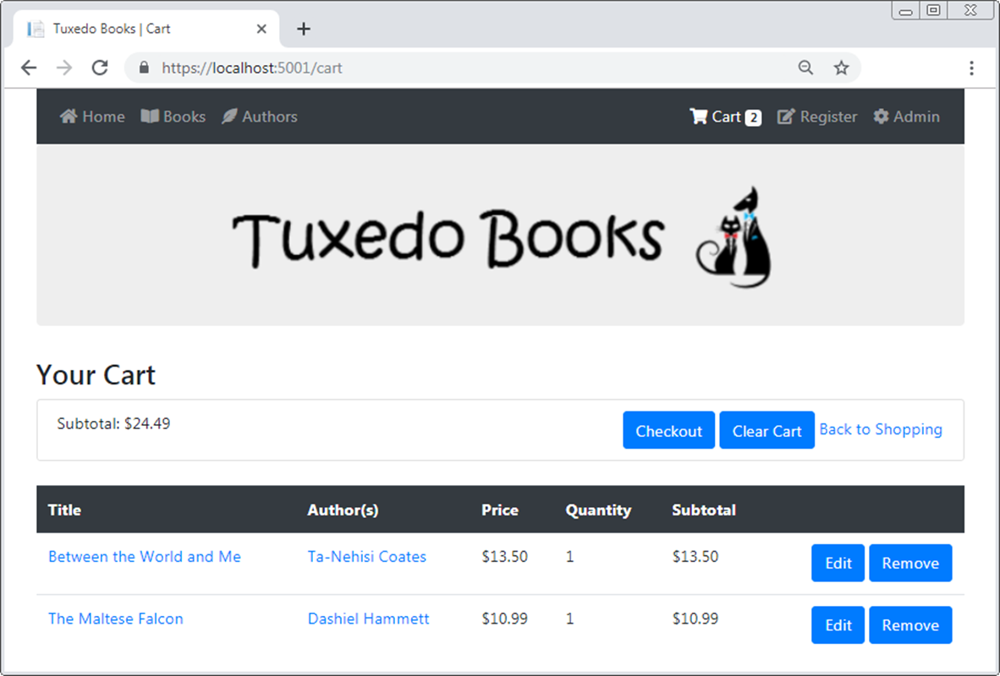 Tuxedo Books | Cart
https://localhost:5001/cart
Home Books Authors Cart 2 Register Admin
Tuxedo Books
Your Cart
Subtotal: $24.49 Checkout Clear Cart Back to Shopping
Title Author(s) Price Quantity Subtotal
Between the World and Me Ta-Nehisi Coates $13.50 1 $13.50 Edit Remove
The Maltese Falcon Dashiel Hammett $10.99 1 $10.99 Edit Remove